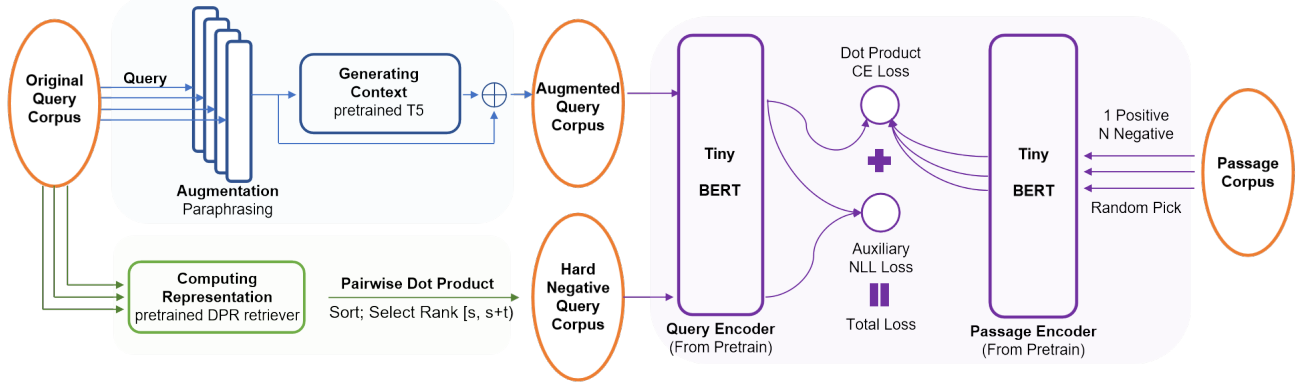 Original
Query
Corpus
Query
Augmentation
Paraphrasing
Generating
Context
pretrained T5
Augmented
Query
Corpus
Computing
Representation
pretrained DPR retriever
Pairwise Dot Product
Sort; Select Rank [s, s+t)
Hard
Negative
Query
Corpus
Tiny
BERT
Query Encoder
(From Pretrain)
Dot Product
CE Loss
Auxiliary
NLL Loss
Total Loss
Tiny
BERT
Passage Encoder
(From Pretrain)
1 Positive
N Negative
Random Pick
Passage
Corpus